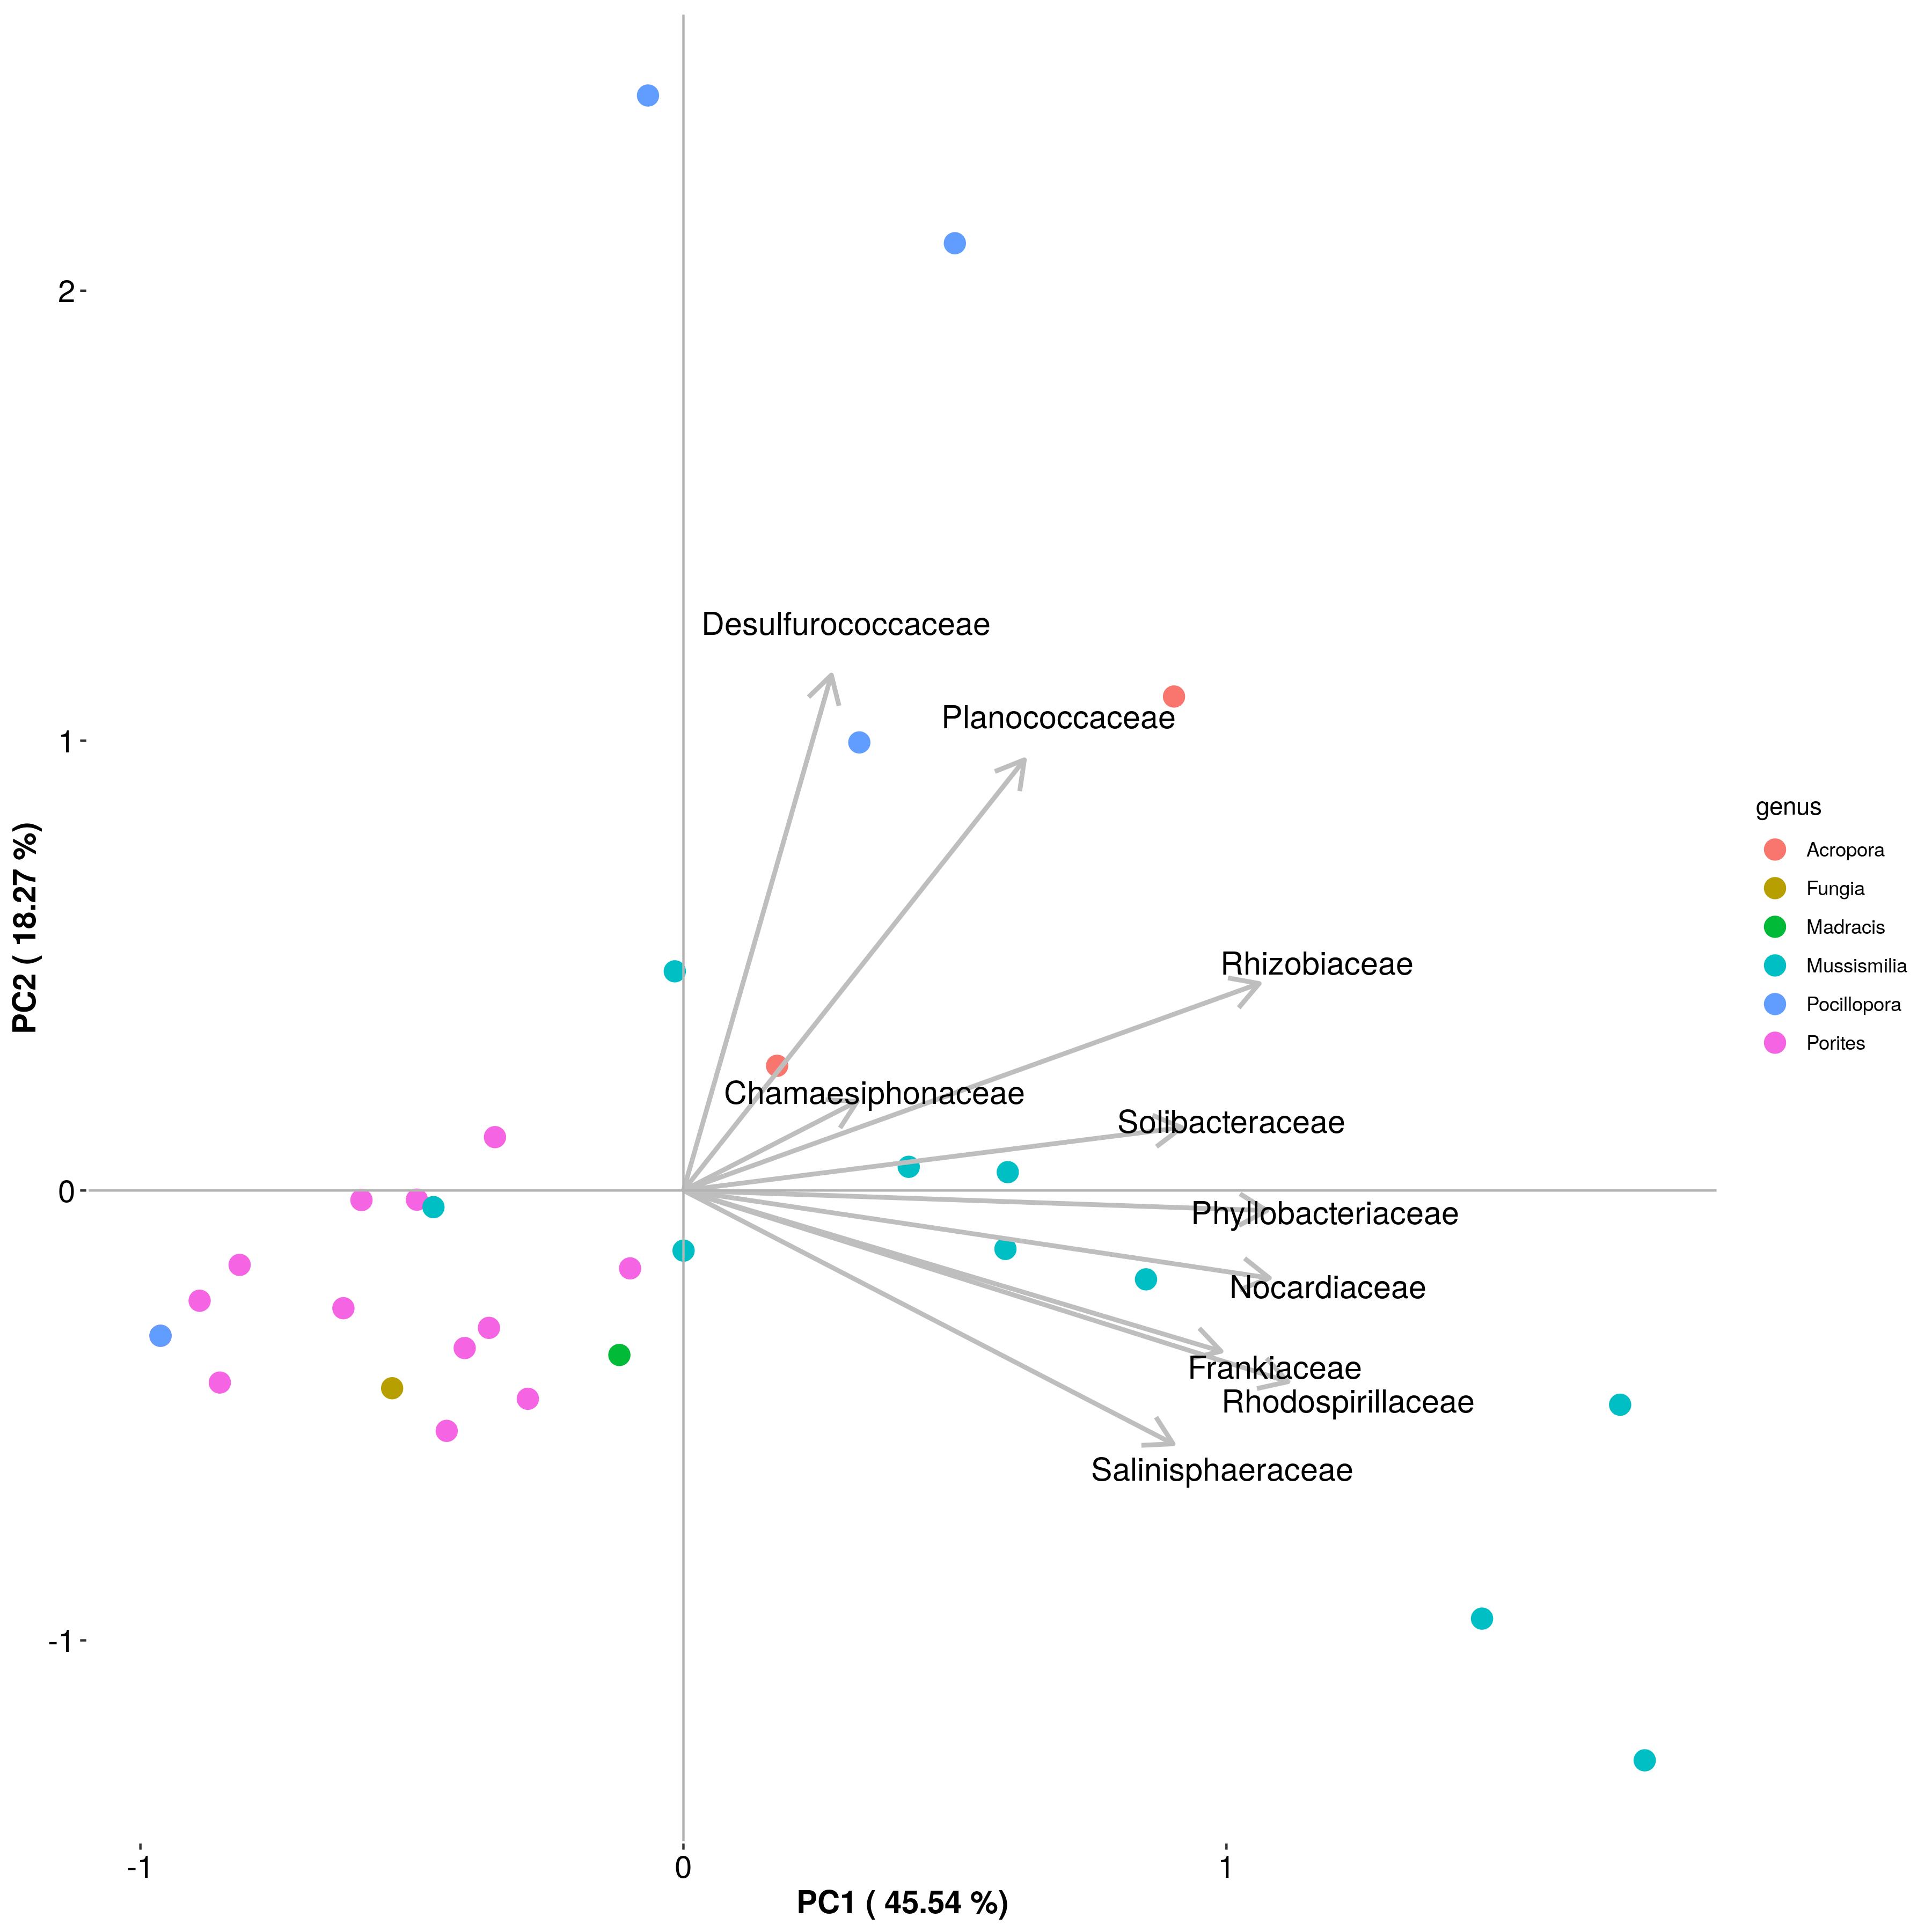 Desulfurococcaceae
Planococcaceae
Rhizobiaceae
Chamaesiphonaceae
Solibacteraceae
Phyllobacteriaceae
Nocardiaceae
Frankiaceae
Rhodospirillaceae
Salinisphaeraceae
2
1
0
-1
PC2 ( 18.27 %)
-1
0
1
PC1 ( 45.54 %)
genus
Acropora
Fungia
Madracis
Mussismilia
Pocillopora
Porites